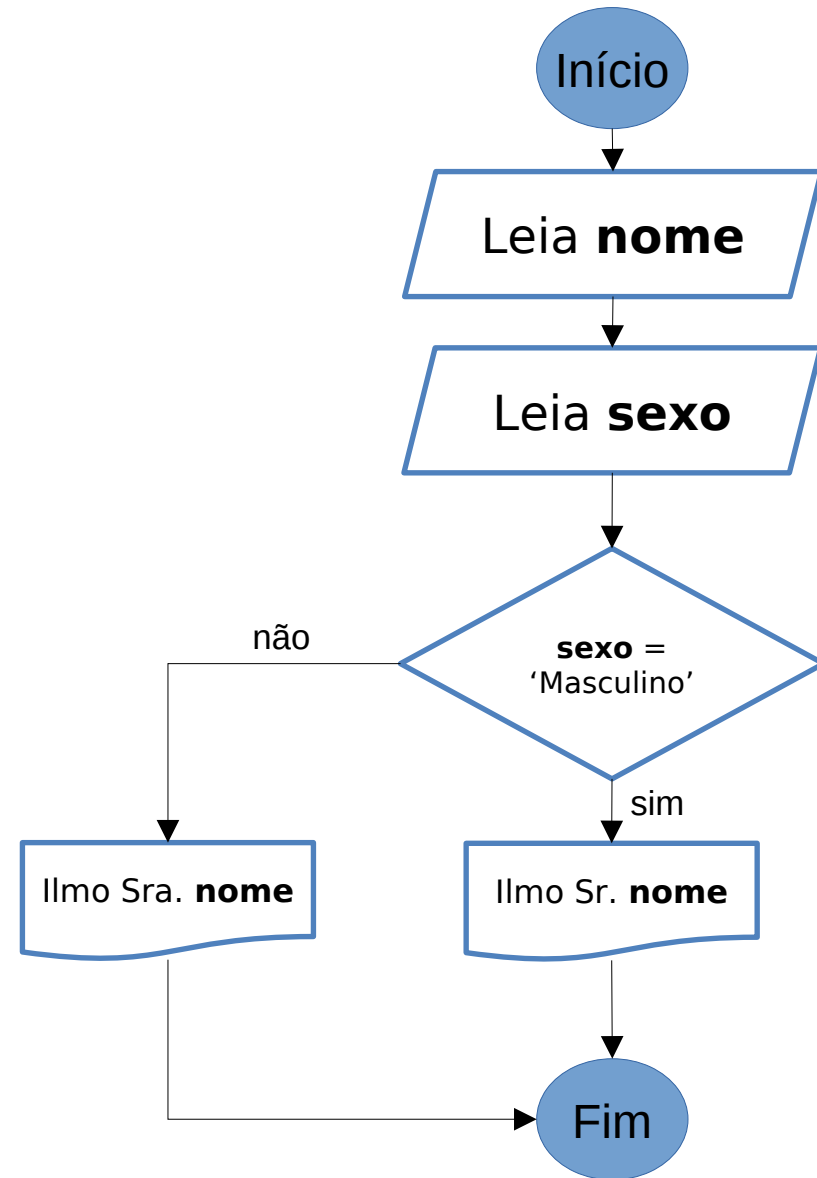 Início
Leia nome
Leia sexo
não
sexo =
‘Masculino’
sim
Ilmo Sra. nome
Ilmo Sr. nome
Fim